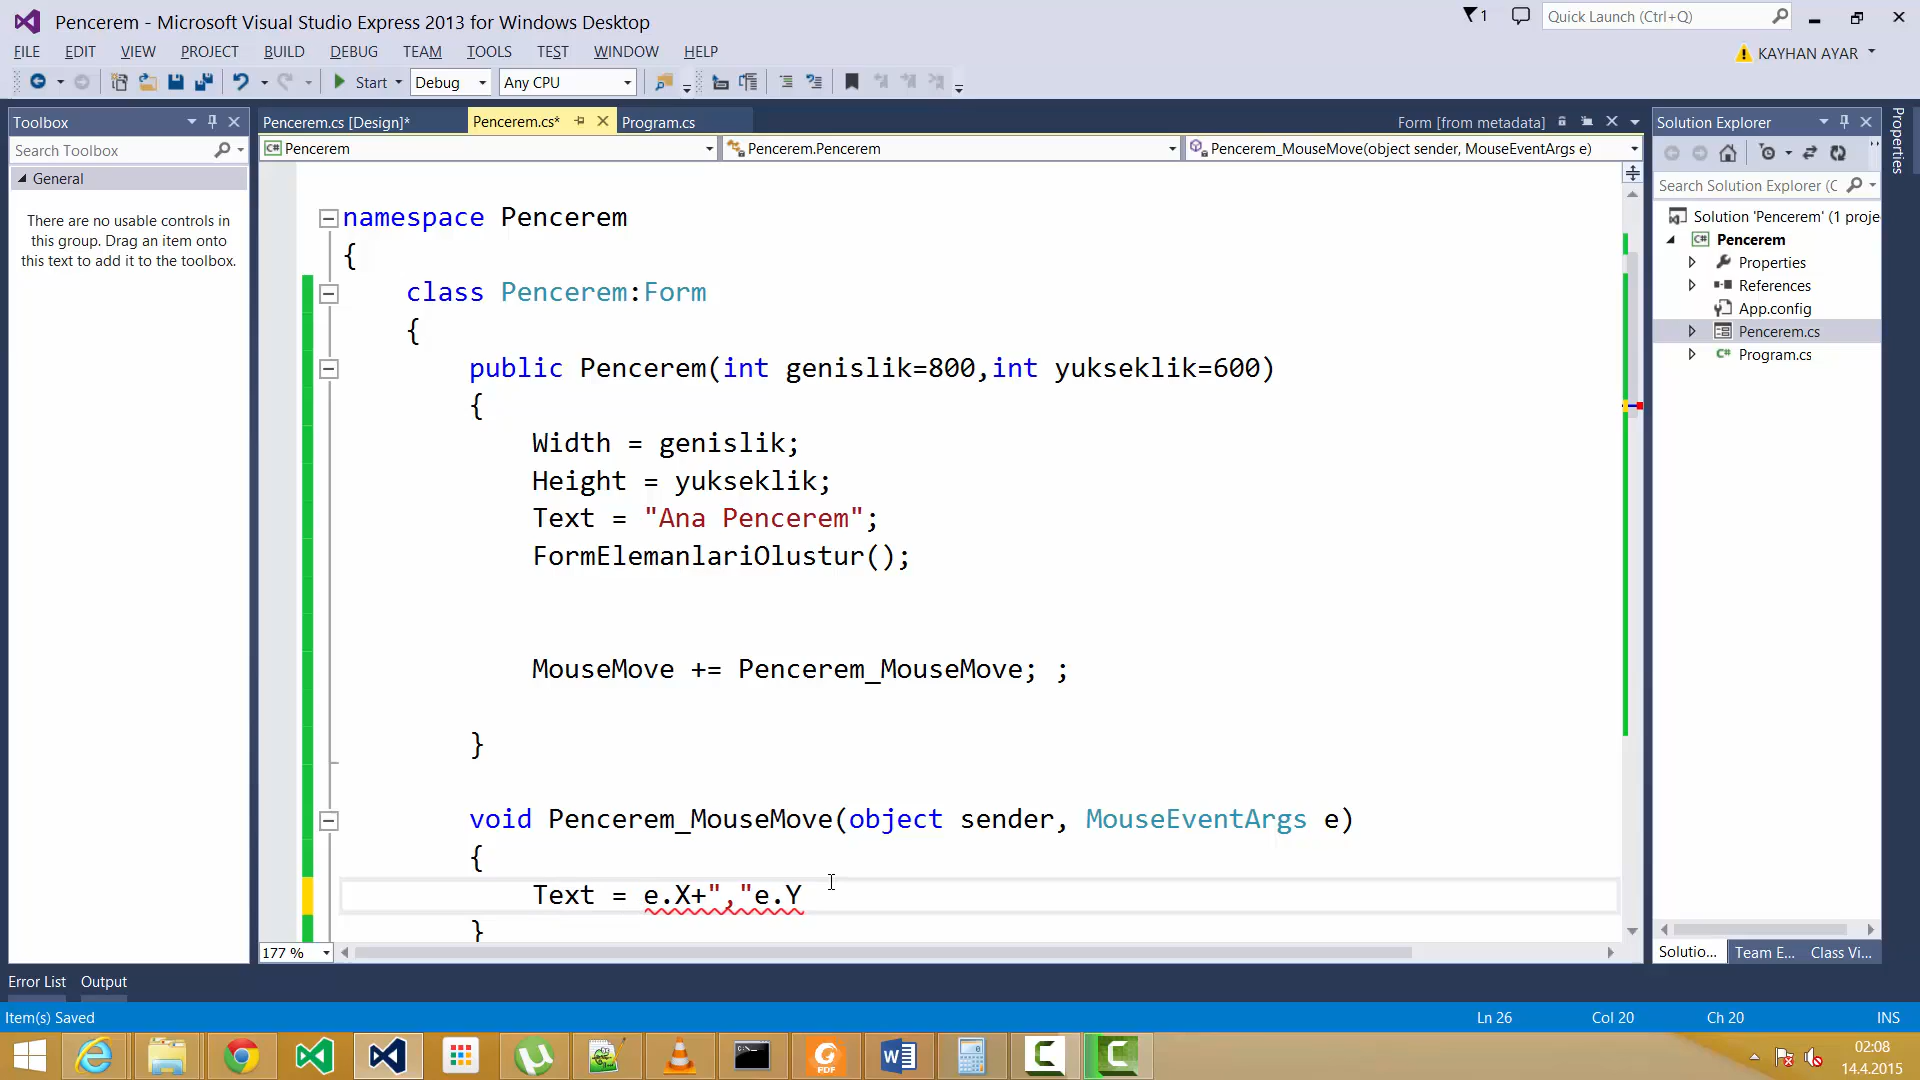 Pencerem - Microsoft Visual Studio Express 2013 for Windows Desktop
1
Quick Launch (Ctrl+Q)
FILE EDIT VIEW PROJECT BUILD DEBUG TEAM TOOLS TEST WINDOW HELP
KAYHAN AYAR
Start Debug Any CPU
Toolbox
Search Toolbox
General
There are no usable controls in
this group. Drag an item onto
this text to add it to the toolbox.
Pencerem.cs [Design]* Pencerem.cs* Program.cs Form [from metadata]
Pencerem Pencerem.Pencerem Pencerem_MouseMove(object sender, MouseEventArgs e)
namespace Pencerem
{
class Pencerem:Form
{
public Pencerem(int genislik=800,int yukseklik=600)
{
Width = genislik;
Height = yukseklik;
Text = "Ana Pencerem";
FormElemanlariOlustur();
MouseMove += Pencerem_MouseMove; ;
}
void Pencerem_MouseMove(object sender, MouseEventArgs e)
{
Text = e.X+","e.Y
}
177 %
Solution Explorer
Search Solution Explorer (C
Solution 'Pencerem' (1 proje
C# Pencerem
Properties
References
App.config
Pencerem.cs
C# Program.cs
Solutio... Team E... Class Vi...
Properties
Error List Output
Item(s) Saved Ln 26 Col 20 Ch 20 INS
PDF
02:08
14.4.2015